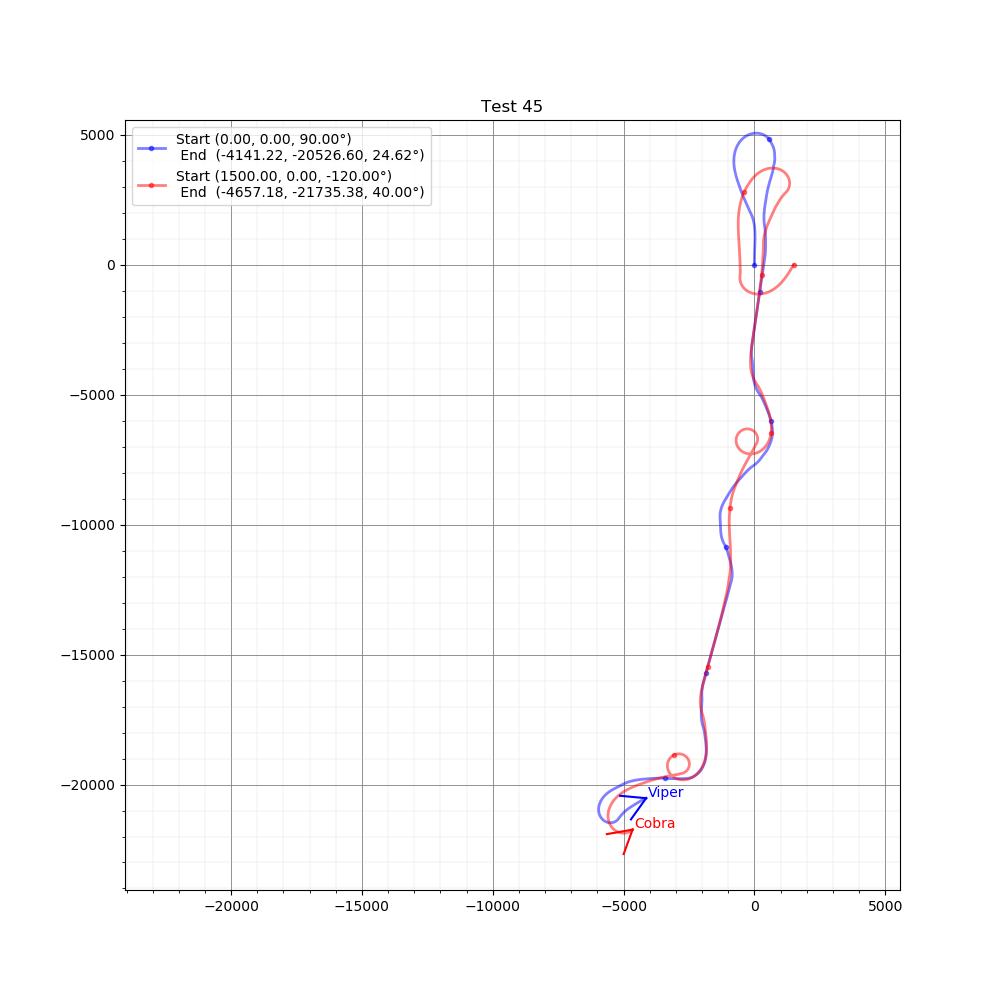 Test 45
Start (0.00, 0.00, 90.00°)
End (-4141.22, -20526.60, 24.62°)
Start (1500.00, 0.00, -120.00°)
End (-4657.18, -21735.38, 40.00°)
5000
0
−5000
−10000
−15000
−20000
Viper
Cobra
−20000 −15000 −10000 −5000 0 5000